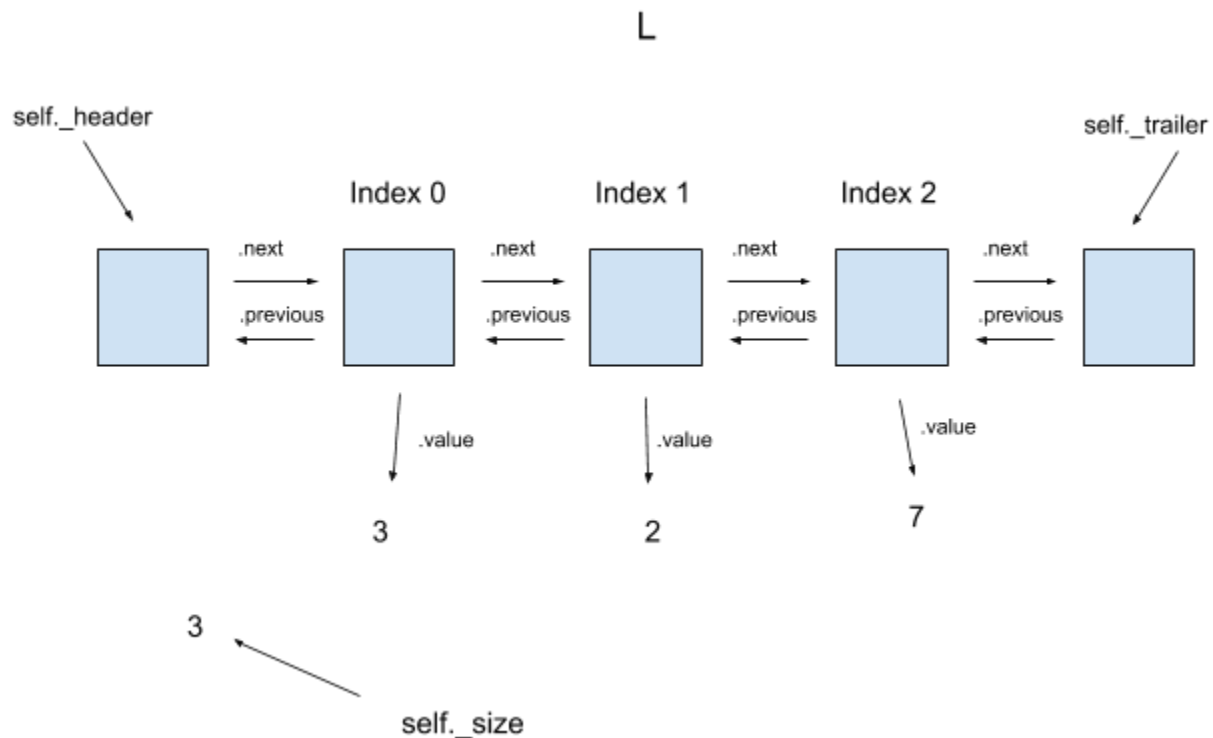 L
self._header
self._trailer
Index 0
Index 1
Index 2
.next
.next
.next
.next
.previous
.previous
.previous
.previous
.value
.value
.value
3
2
7
3
self._size